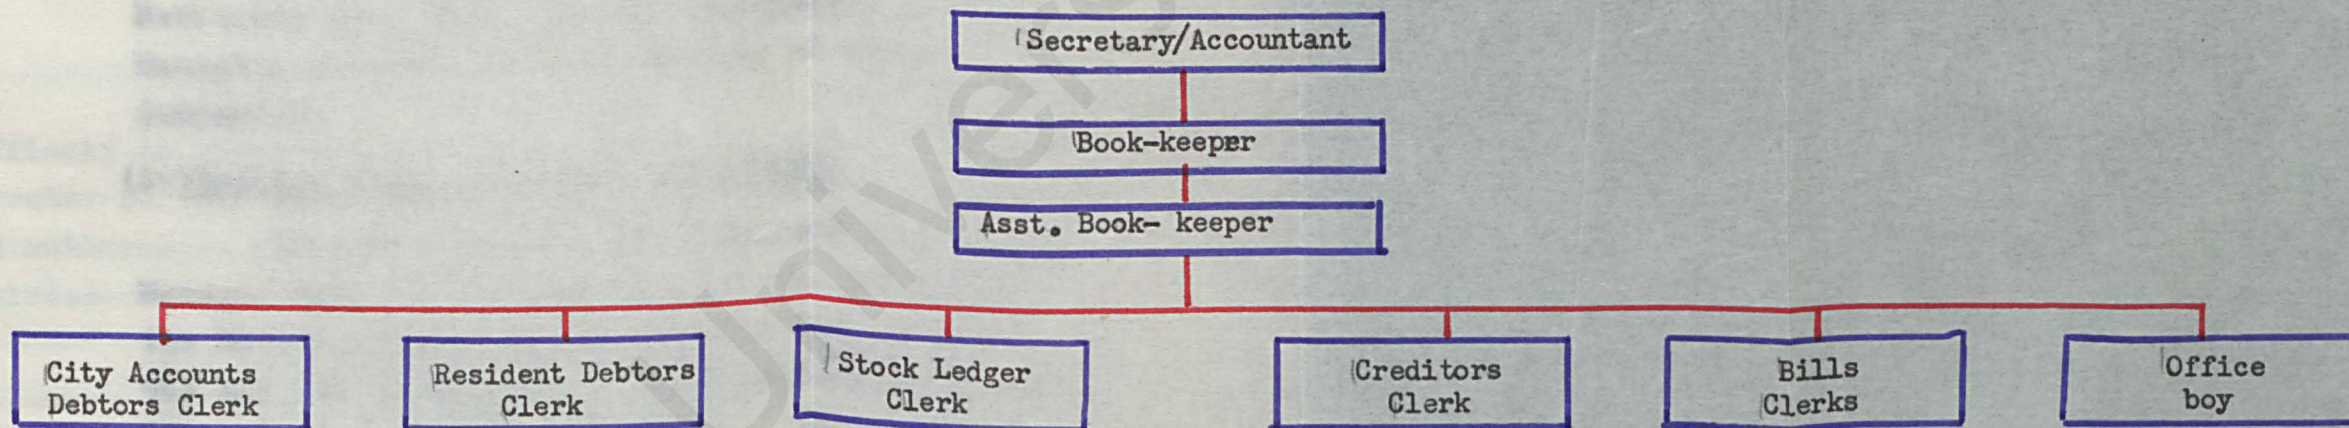 Secretary/Accountant
Book-keeper
Asst. Book- keeper
City Accounts
Debtors Clerk
Resident Debtors
Clerk
Stock Ledger
Clerk
Creditors
Clerk
Bills
Clerks
Office
boy
Univers